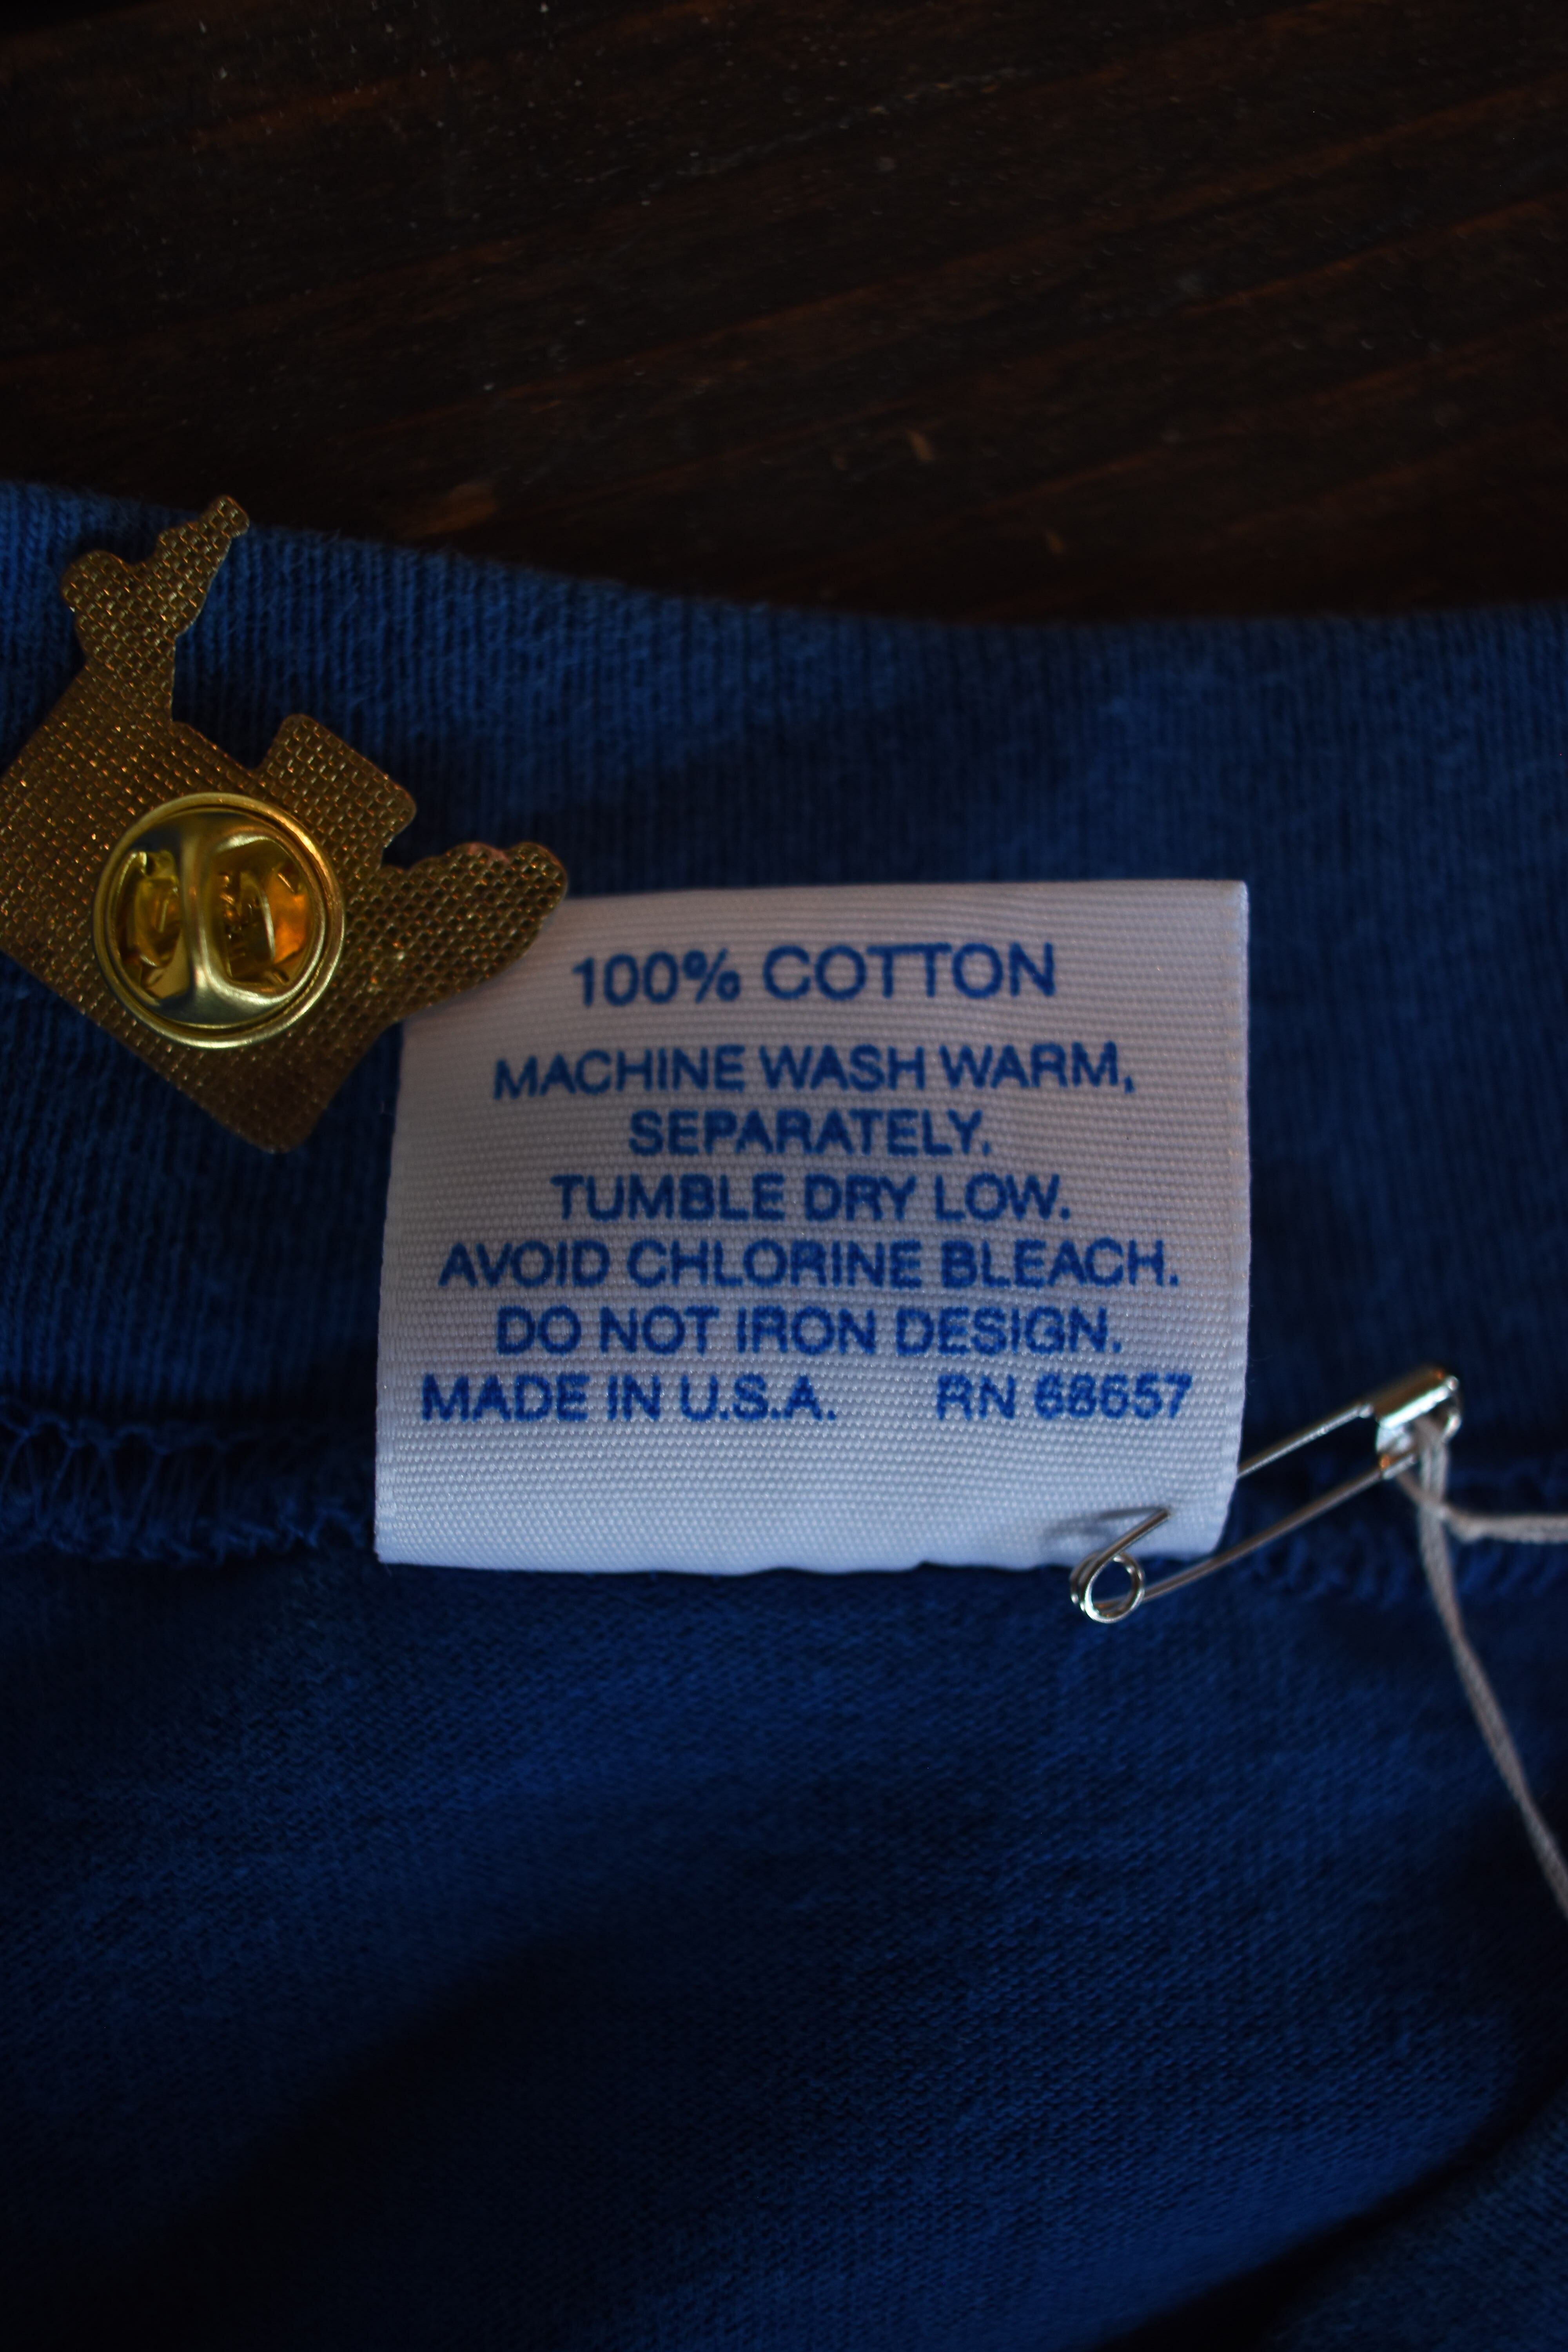 100% COTTON
MACHINE WASH WARM,
SEPARATELY.
TUMBLE DRY LOW.
AVOID CHLORINE BLEACH.
DO NOT IRON DESIGN.
MADE IN U.S.A. RN 68657